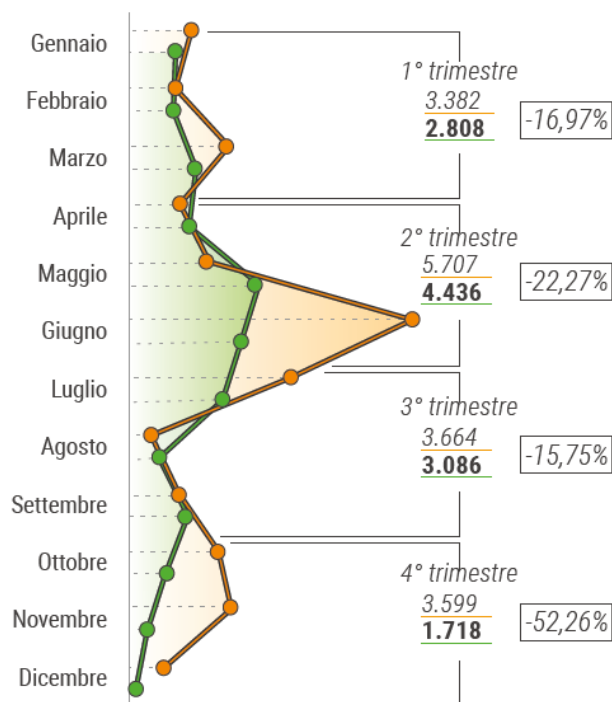 Gennaio
Febbraio
Marzo
Aprile
Maggio
Giugno
Luglio
Agosto
Settembre
Ottobre
Novembre
Dicembre
1° trimestre
3.382
2.808
-16,97%
2° trimestre
5.707
4.436
-22,27%
3° trimestre
3.664
3.086
-15,75%
4° trimestre
3.599
1.718
-52,26%